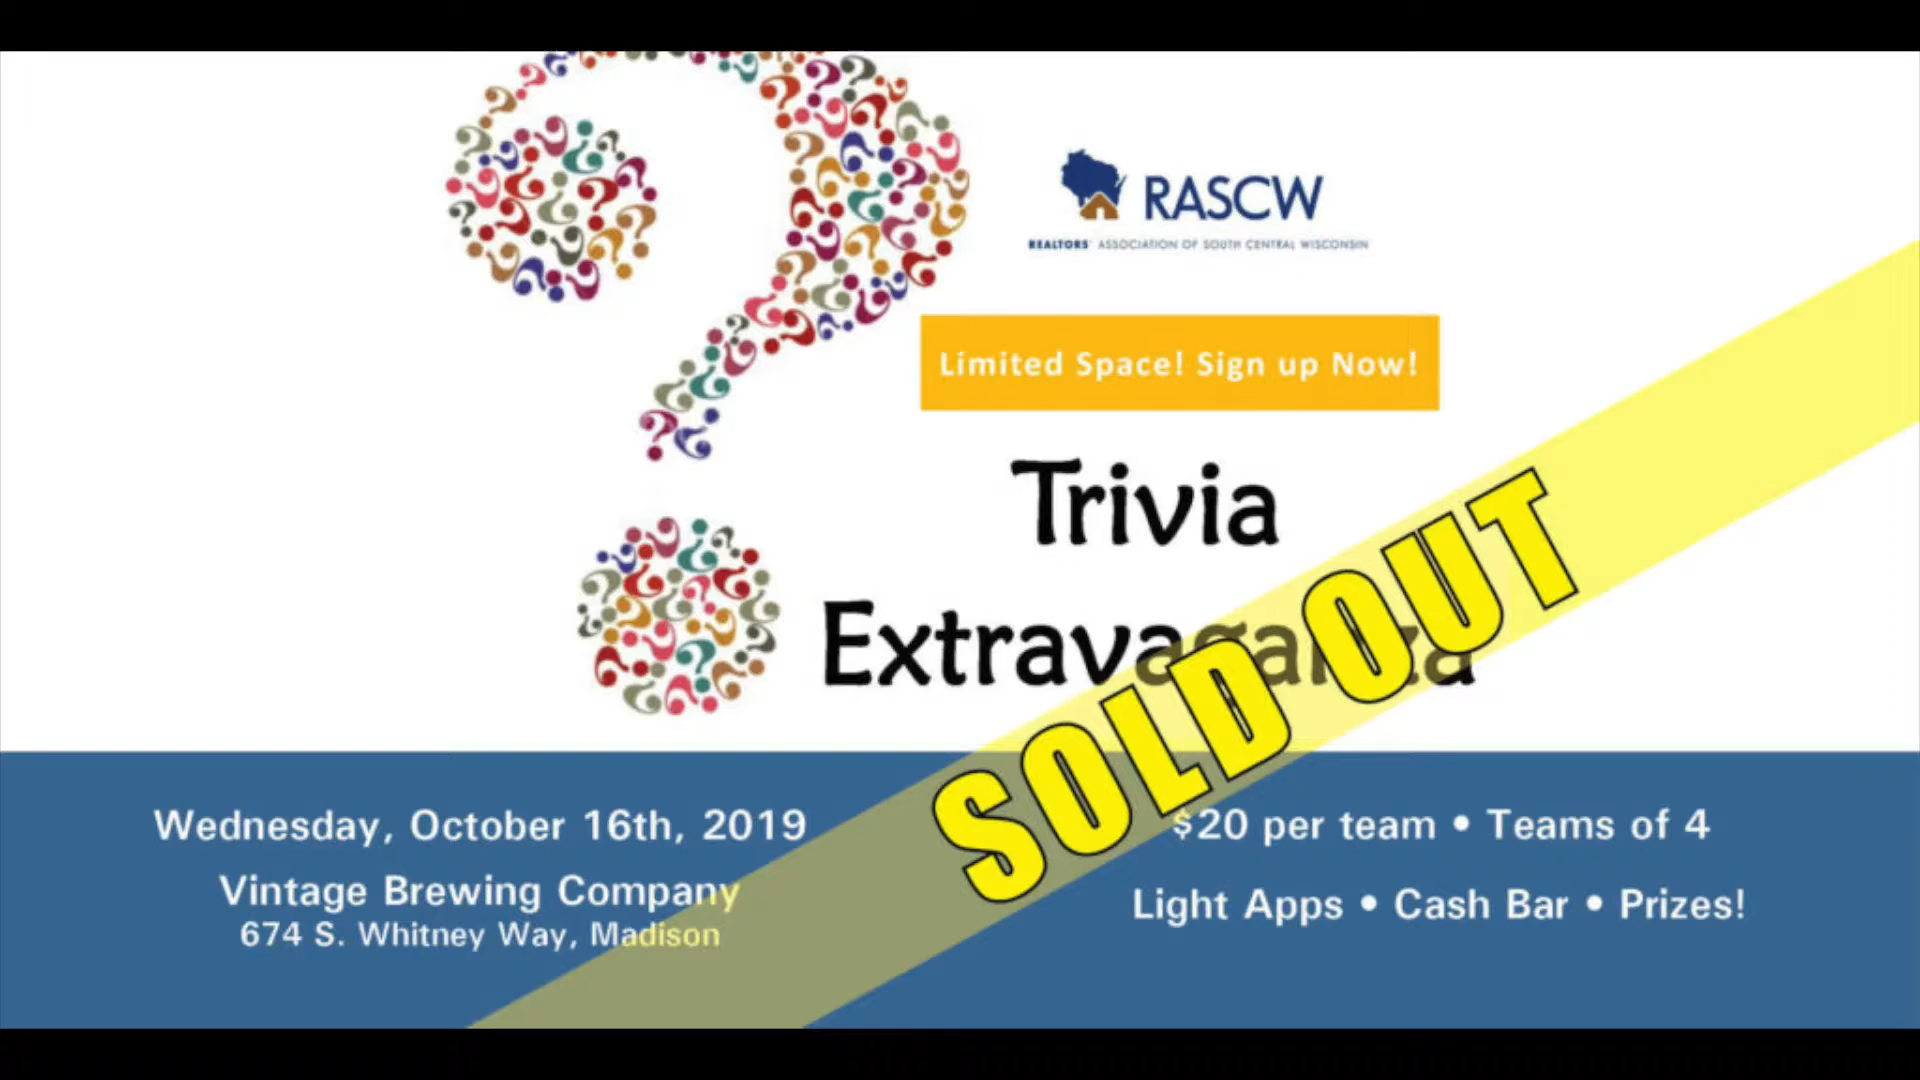 RASCW
REALTORS® ASSOCIATION OF SOUTH CENTRAL WISCONSIN
Limited Space! Sign up Now!
Trivia
Extravaganza
SOLD OUT
Wednesday, October 16th, 2019
Vintage Brewing Company
674 S. Whitney Way, Madison
$20 per team • Teams of 4
Light Apps • Cash Bar • Prizes!